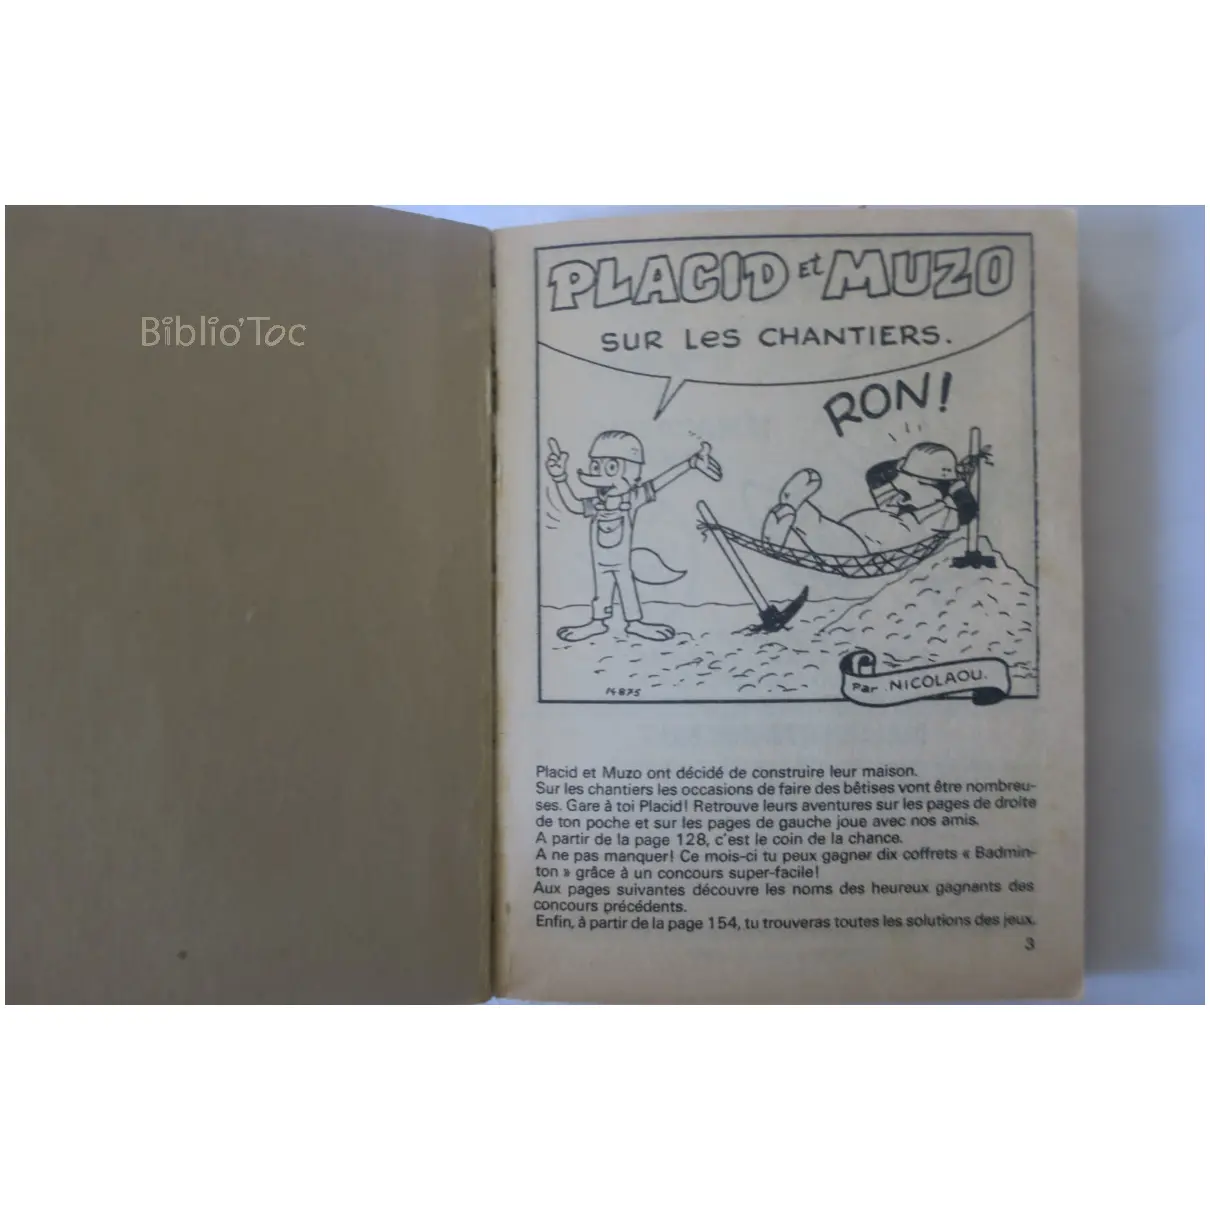 Biblio'Toc
PLACID et MUZO
SUR LeS CHANTIERS.
RON!
14875
Par NICOLAOU.
Placid et Muzo ont décidé de construire leur maison.
Sur les chantiers les occasions de faire des bêtises vont être nombreu-
ses. Gare à toi Placid! Retrouve leurs aventures sur les pages de droite
de ton poche et sur les pages de gauche joue avec nos amis.
A partir de la page 128, c'est le coin de la chance.
A ne pas manquer! Ce mois-ci tu peux gagner dix coffrets « Badmin-
ton » grâce à un concours super-facile!
Aux pages suivantes découvre les noms des heureux gagnants des
concours précédents.
Enfin, à partir de la page 154, tu trouveras toutes les solutions des jeux.
3